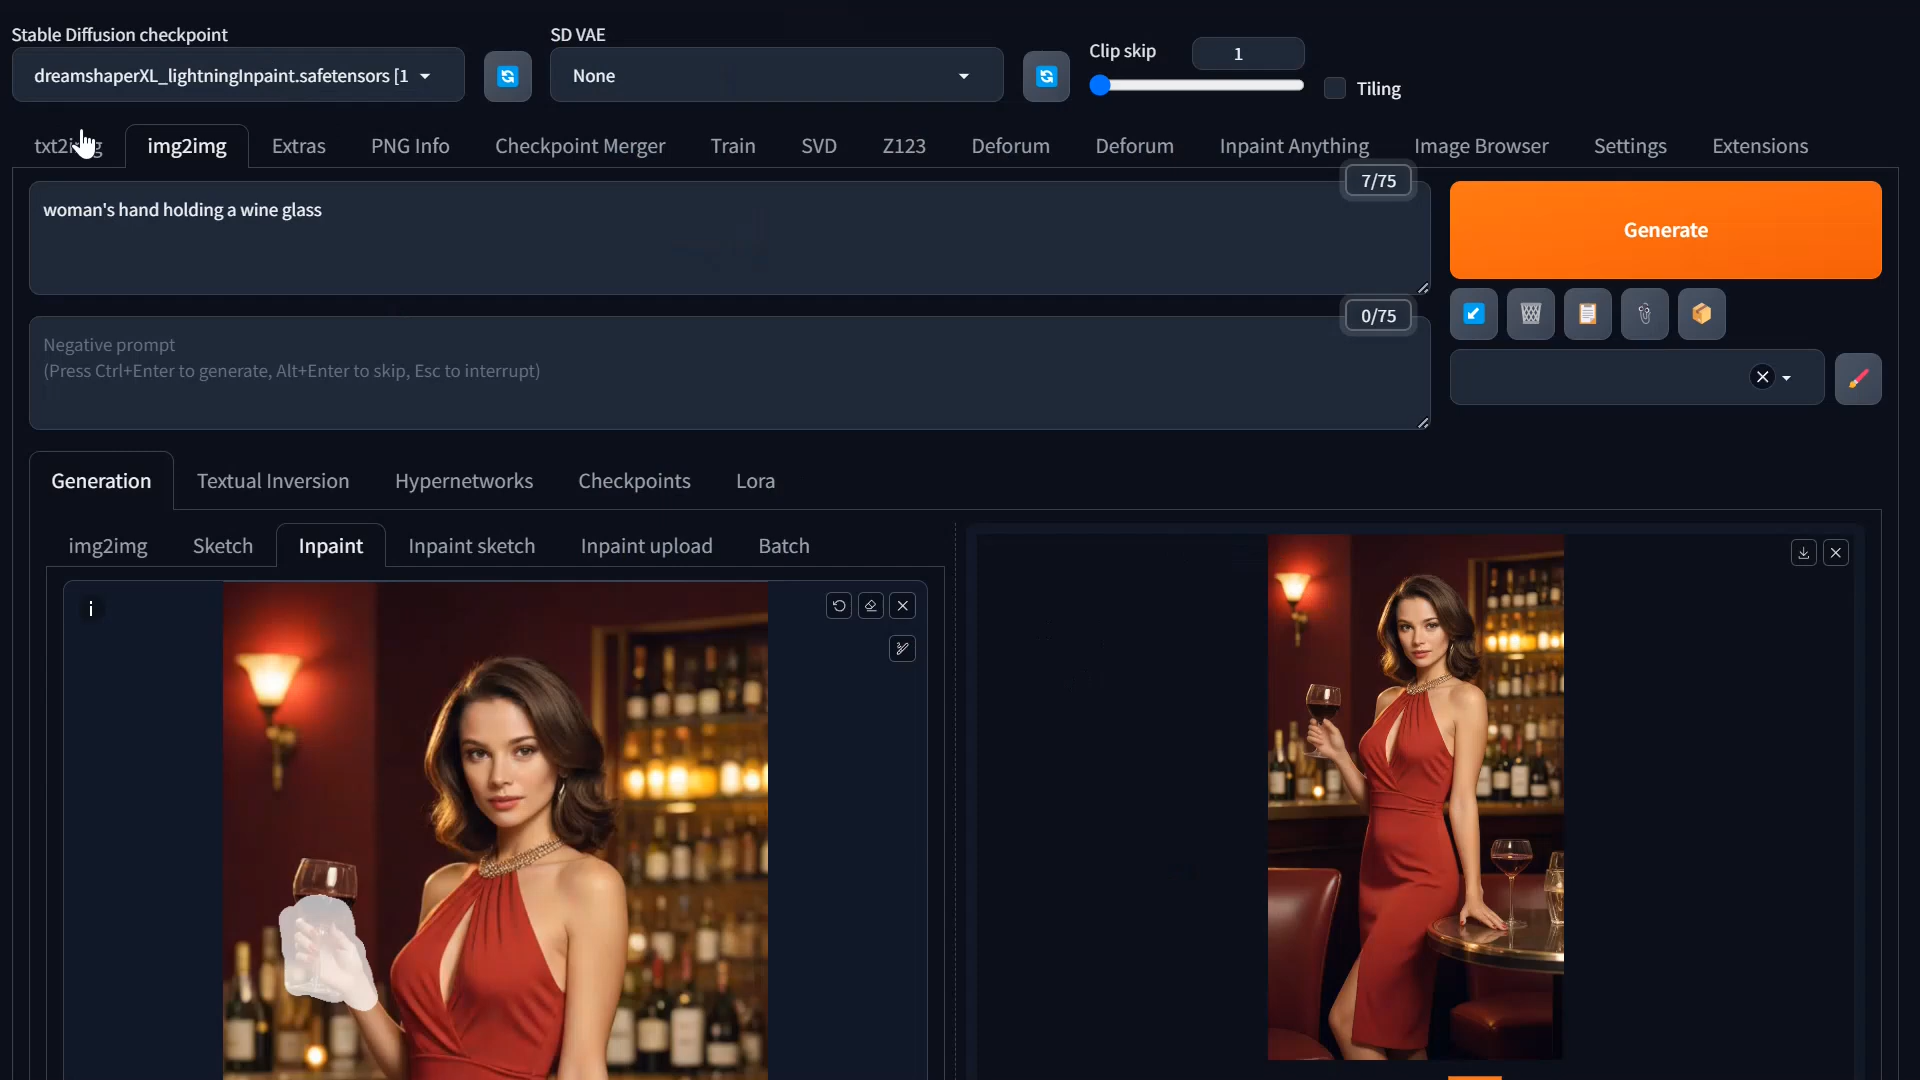 Stable Diffusion checkpoint
SD VAE
Clip skip
1
dreamshaperXL_lightningInpaint.safetensors [1
None
Tiling
img2img
Extras
PNG Info
Checkpoint Merger
Train
SVD
Z123
Deforum
Deforum
Inpaint Anything
Image Browser
Settings
Extensions
7/75
woman's hand holding a wine glass
Generate
0/75
Negative prompt
(Press Ctrl+Enter to generate, Alt+Enter to skip, Esc to interrupt)
Generation
Textual Inversion
Hypernetworks
Checkpoints
Lora
img2img
Sketch
Inpaint
Inpaint sketch
Inpaint upload
Batch
i